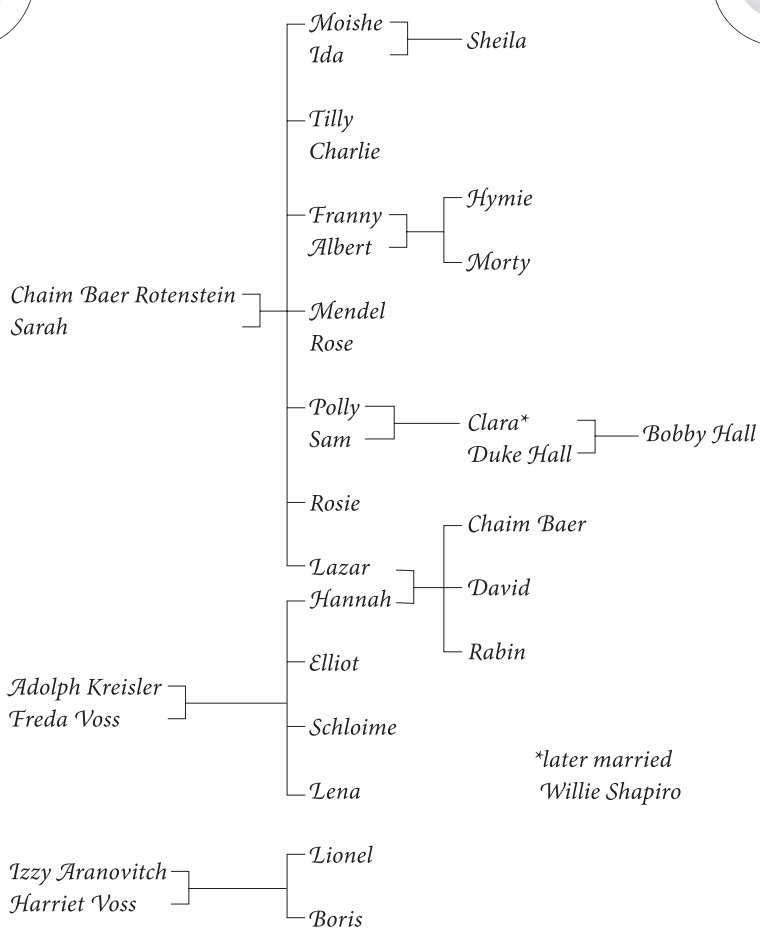 Moishe
Ida
Sheila
Tilly
Charlie
Franny
Albert
Hymie
Morty
Chaim Baer Rotenstein
Sarah
Mendel
Rose
Polly
Sam
Clara*
Duke Hall
Bobby Hall
Rosie
Lazar
Hannah
Chaim Baer
David
Rabin
Adolph Kreisler
Freda Voss
Elliot
Schloime
Lena
*later married
Willie Shapiro
Izzy Aranovitch
Harriet Voss
Lionel
Boris